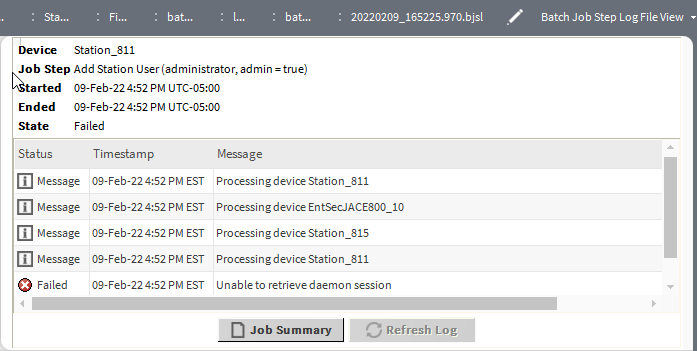 ... : Sta... : Fi... : bat... : l... : bat... : 20220209_165225.970.bjsl Batch Job Step Log File View
Device Station_811
Job Step Add Station User (administrator, admin = true)
Started 09-Feb-22 4:52 PM UTC-05:00
Ended 09-Feb-22 4:52 PM UTC-05:00
State Failed
Status Timestamp Message
Message 09-Feb-22 4:52 PM EST Processing device Station_811
Message 09-Feb-22 4:52 PM EST Processing device EntSecJACE800_10
Message 09-Feb-22 4:52 PM EST Processing device Station_815
Message 09-Feb-22 4:52 PM EST Processing device Station_811
Failed 09-Feb-22 4:52 PM EST Unable to retrieve daemon session
Job Summary Refresh Log